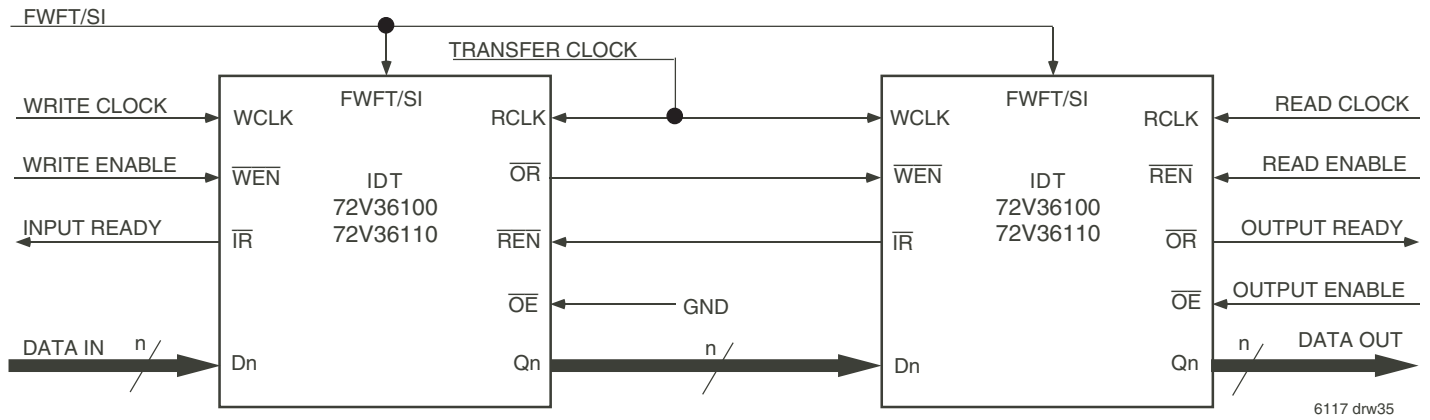 FWFT/SI
TRANSFER CLOCK
WRITE CLOCK
WRITE ENABLE
INPUT READY
DATA IN
n
FWFT/SI
WCLK
RCLK
WEN
OR
IDT
72V36100
72V36110
IR
REN
OE
Dn
Qn
GND
n
FWFT/SI
WCLK
RCLK
WEN
REN
IDT
72V36100
72V36110
IR
OR
OE
Dn
Qn
READ CLOCK
READ ENABLE
OUTPUT READY
OUTPUT ENABLE
n
DATA OUT
6117 drw35